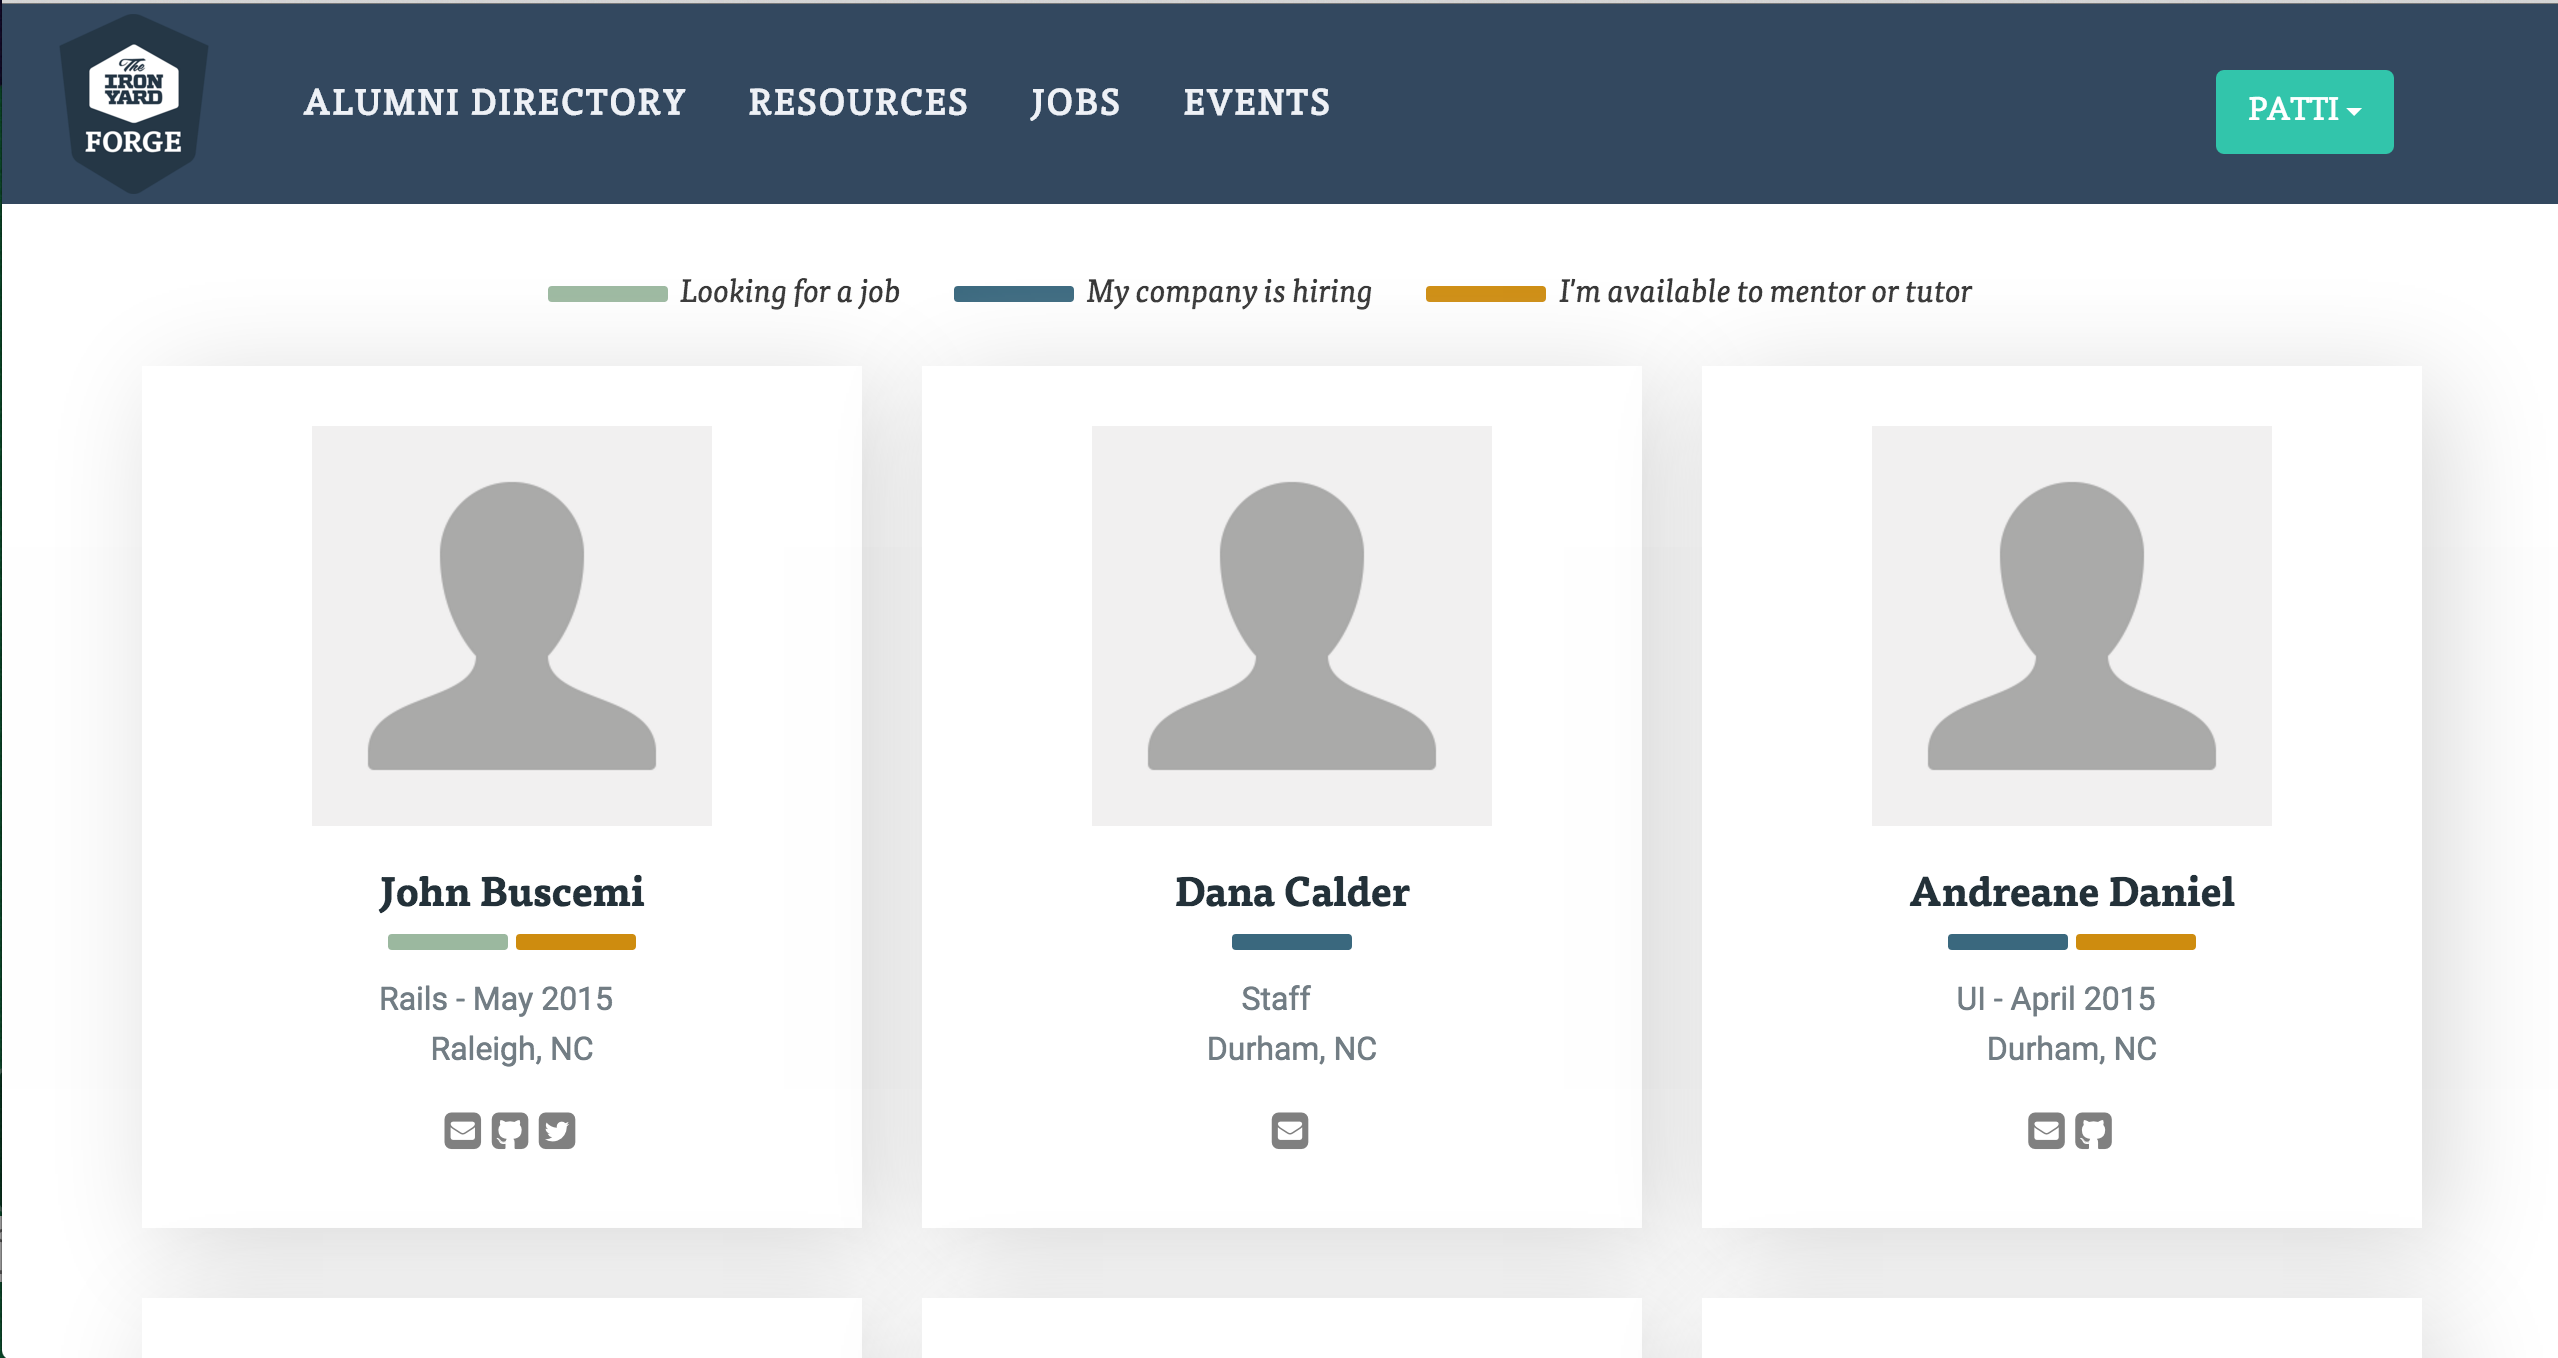 The
IRON
YARD
FORGE
ALUMNI DIRECTORY RESOURCES JOBS EVENTS
PATTI
Looking for a job My company is hiring I'm available to mentor or tutor
John Buscemi
Rails - May 2015
Raleigh, NC
Dana Calder
Staff
Durham, NC
Andreane Daniel
UI - April 2015
Durham, NC